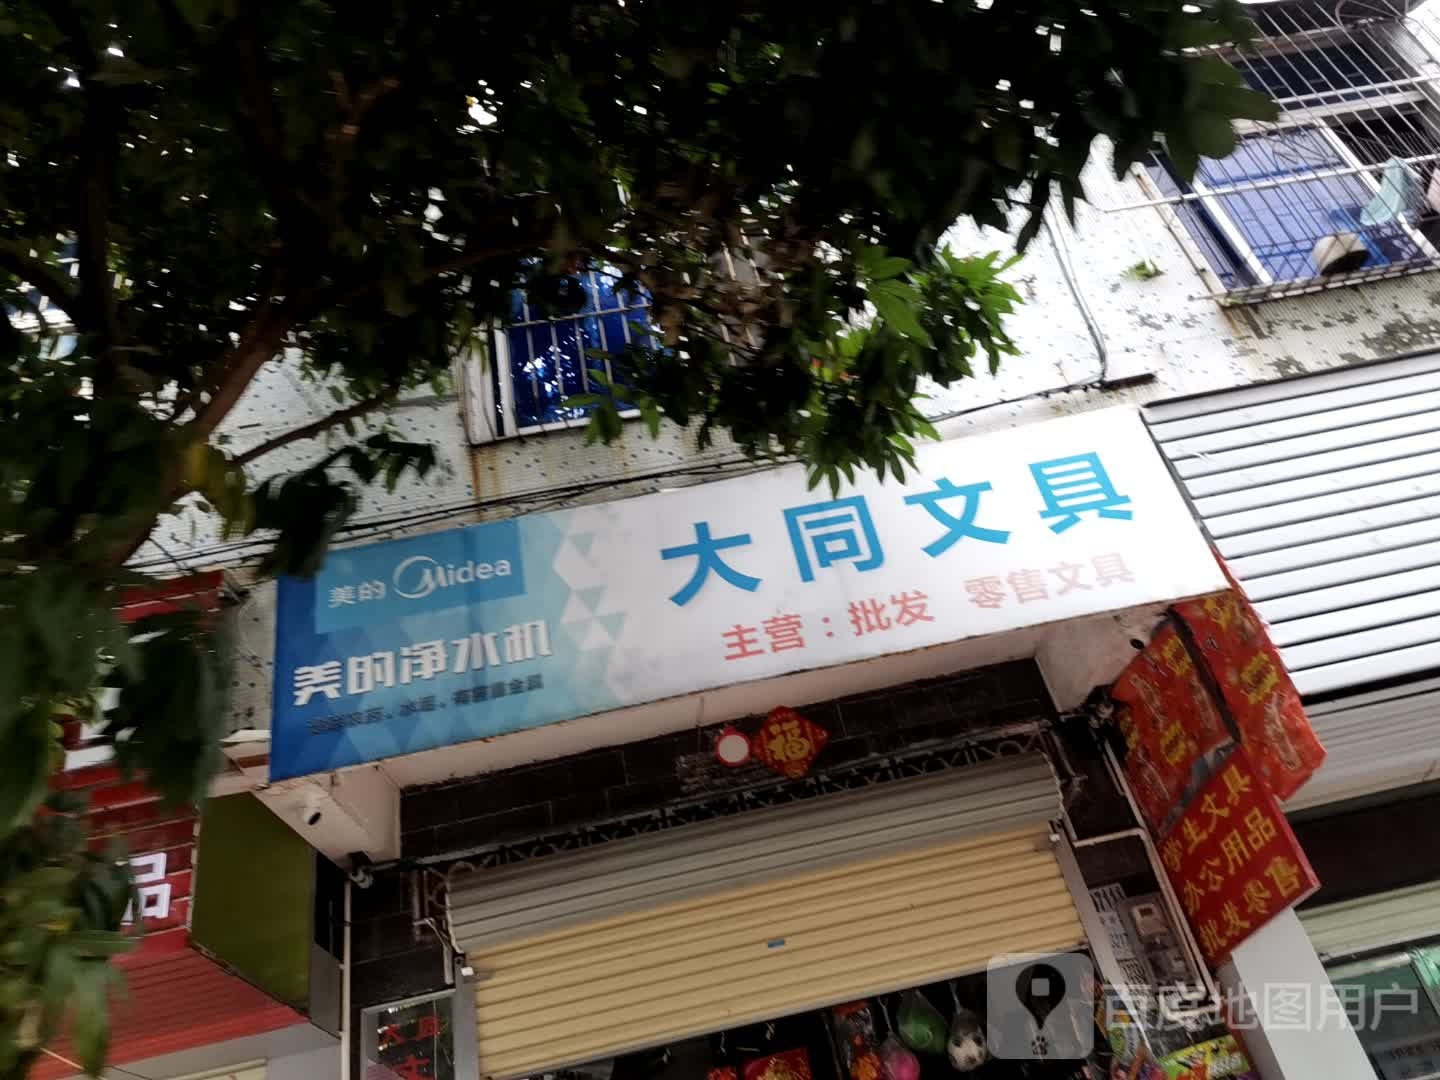 大同文具
主营：批发 零售文具
美的 Midea
美的净水机
福
学生文具
办公用品
批发零售
品
百度地图用户